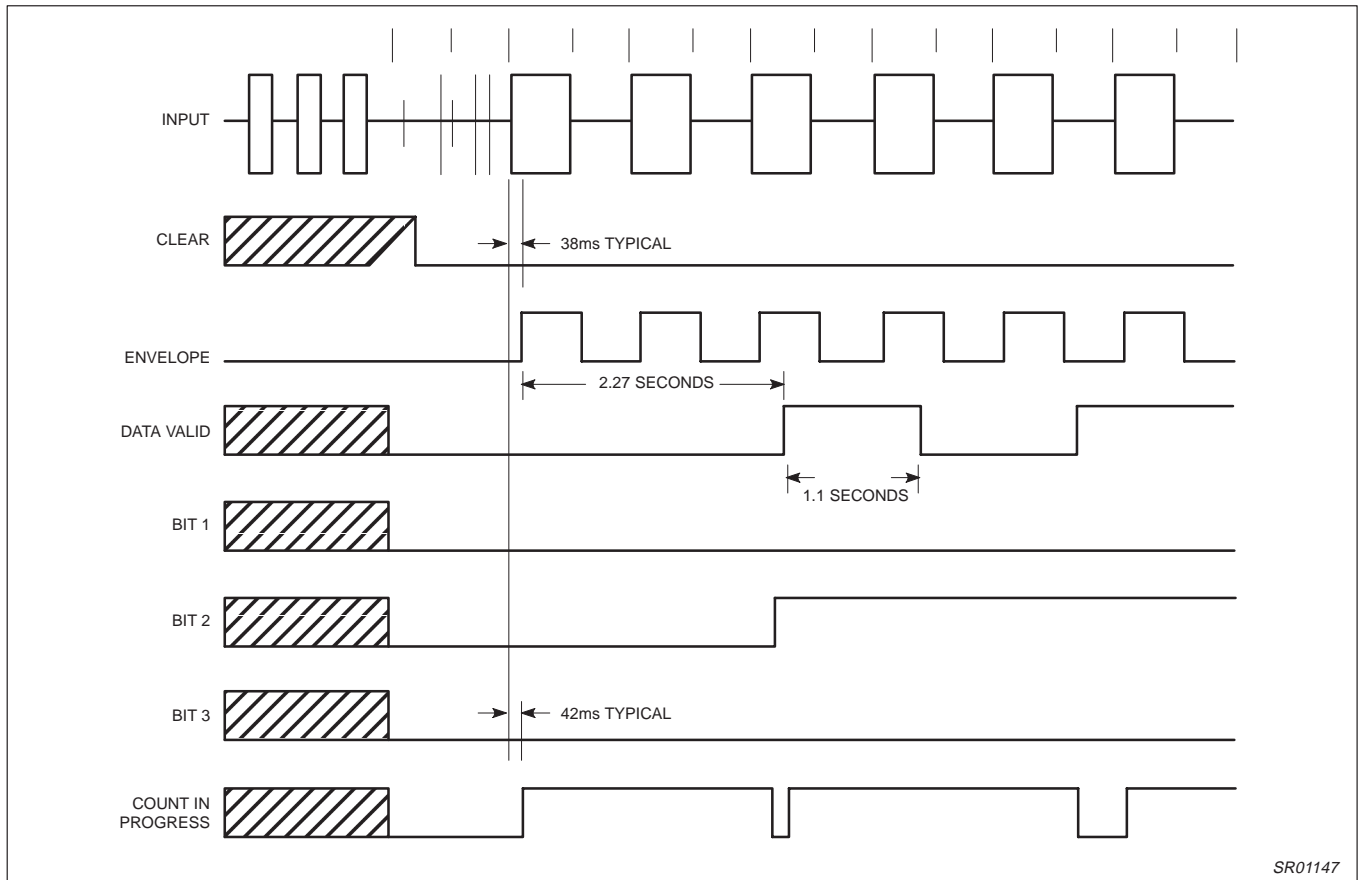 INPUT
CLEAR
38ms TYPICAL
ENVELOPE
2.27 SECONDS
DATA VALID
1.1 SECONDS
BIT 1
BIT 2
BIT 3
42ms TYPICAL
COUNT IN
PROGRESS
SR01147